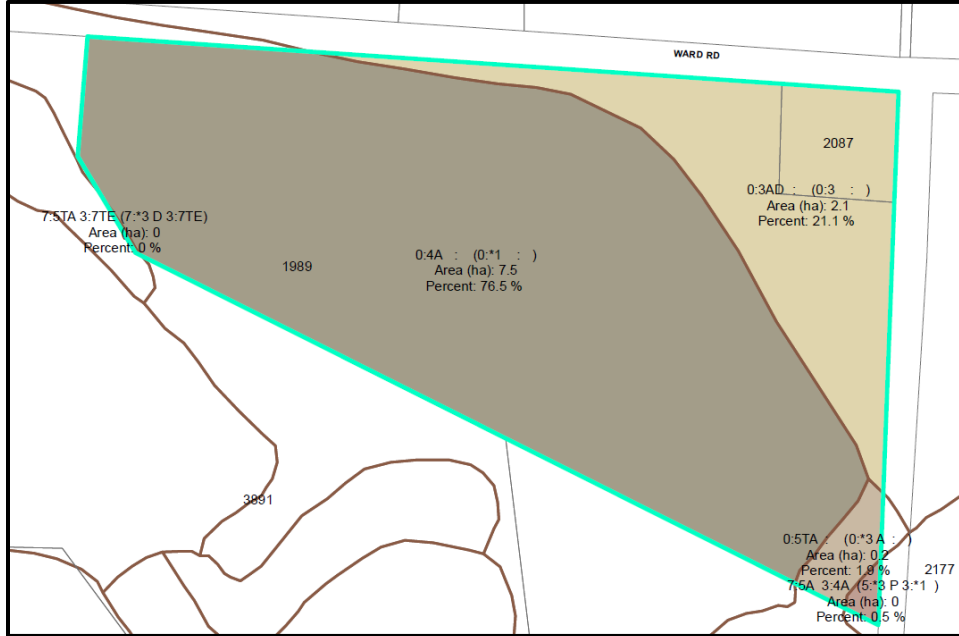 WARD RD
2087
0:3AD : (0:3 : )
Area (ha): 2.1
Percent: 21.1 %
7:5TA 3:7TE (7:*3 D 3:7TE)
Area (ha): 0
Percent: 0 %
0:4A : (0:*1 : )
Area (ha): 7.5
Percent: 76.5 %
1989
3891
0:5TA : (0:*3 A : )
Area (ha): 0.2
Percent: 1.9 %
2177
7:5A 3:4A (5:*3 P 3:*1 )
Area (ha): 0
Percent: 0.5 %